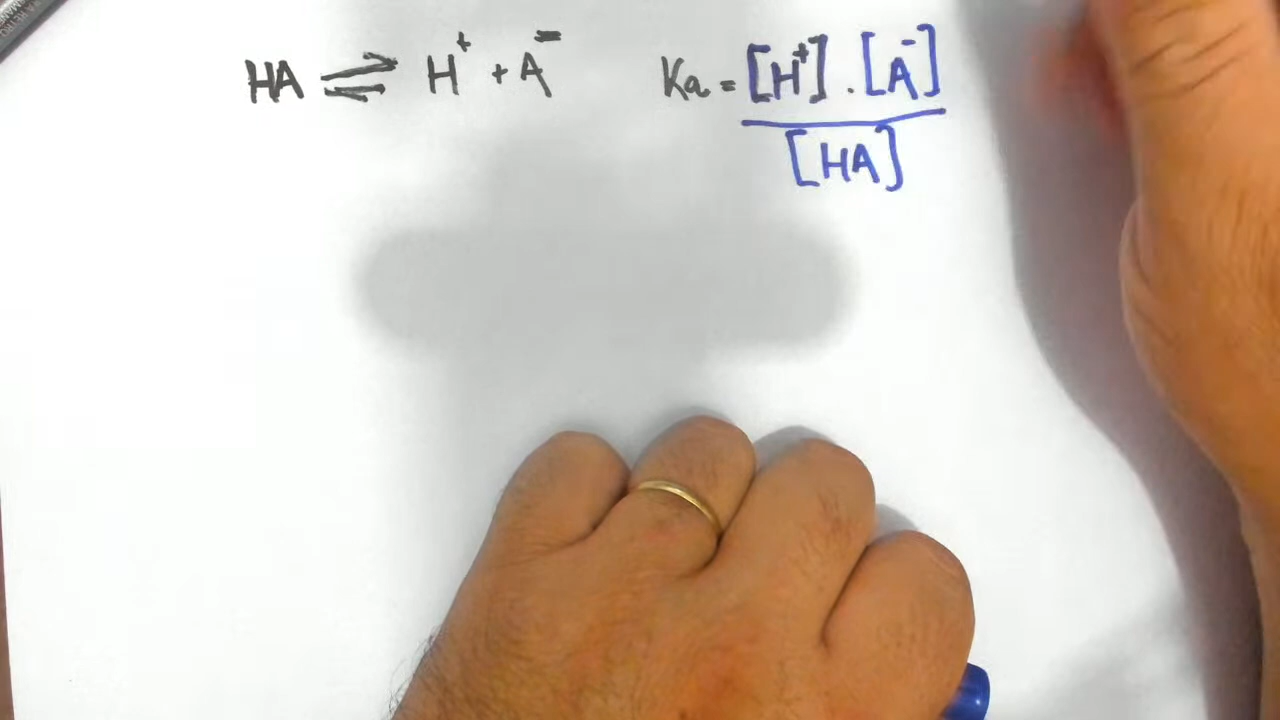 HA ⇌ H⁺ + A⁻ Ka = [H⁺] . [A⁻]
[HA]